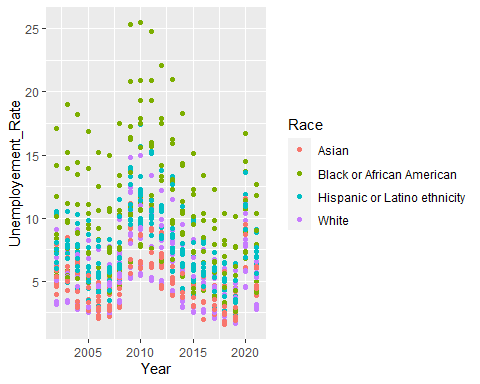 25
20
15
10
5
Unemployement_Rate
2005
2010
2015
2020
Year
Race
Asian
Black or African American
Hispanic or Latino ethnicity
White